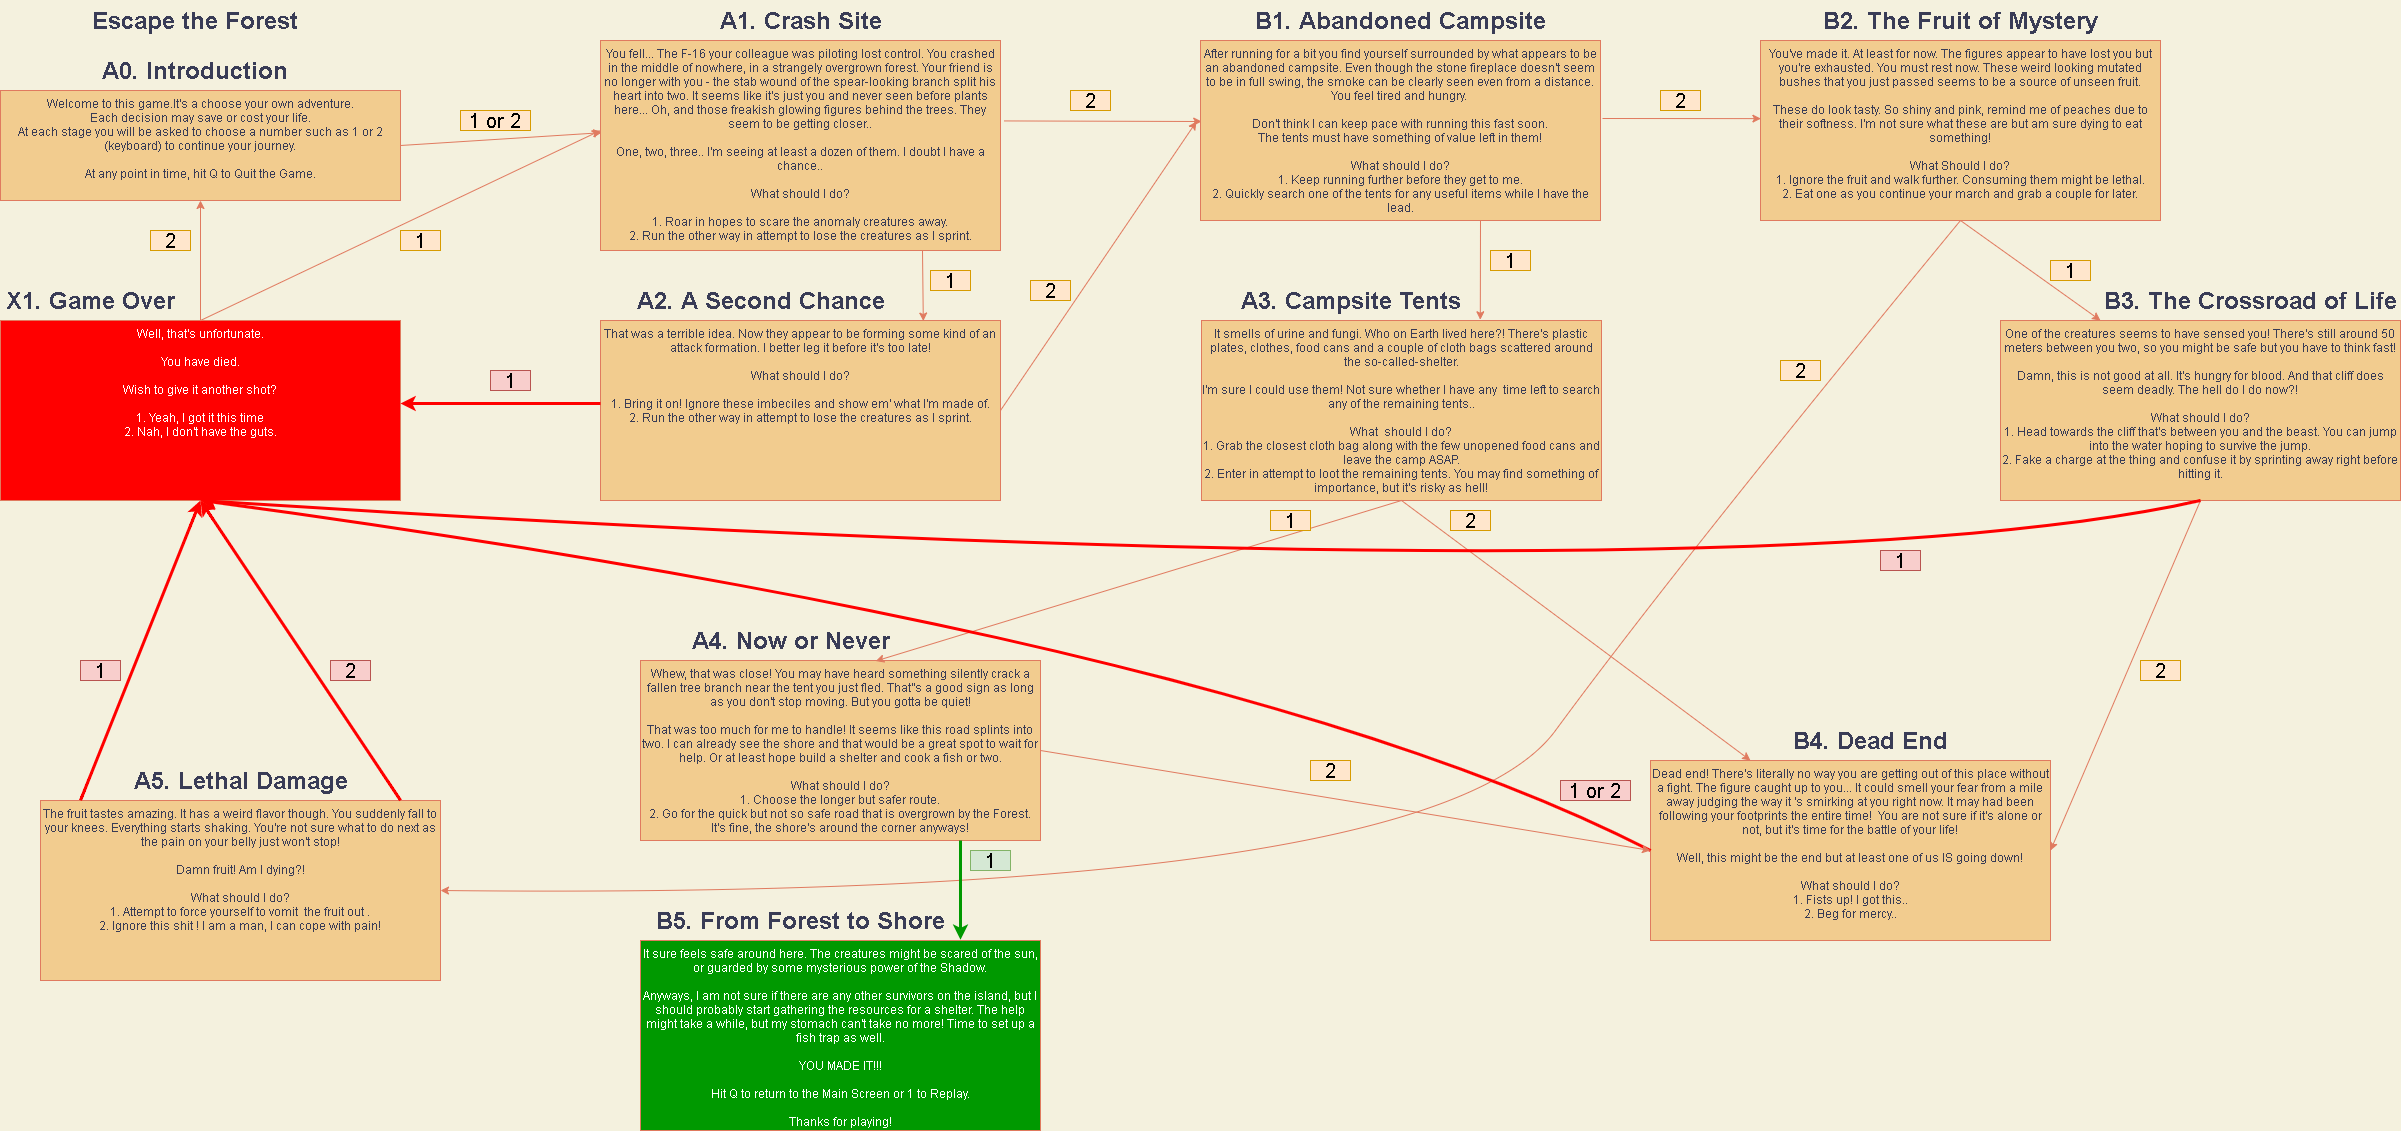 Escape the Forest
A0. Introduction
Welcome to this game.It's a choose your own adventure.
Each decision may save or cost your life.
At each stage you will be asked to choose a number such as 1 or 2
(keyboard) to continue your journey.
At any point in time, hit Q to Quit the Game.
1 or 2
A1. Crash Site
You fell... The F-16 your colleague was piloting lost control. You crashed
in the middle of nowhere, in a strangely overgrown forest. Your friend is
no longer with you - the stab wound of the spear-looking branch split his
heart into two. It seems like it's just you and never seen before plants
here... Oh, and those freakish glowing figures behind the trees. They
seem to be getting closer..
One, two, three.. I'm seeing at least a dozen of them. I doubt I have a
chance..
What should I do?
1. Roar in hopes to scare the anomaly creatures away.
2. Run the other way in attempt to lose the creatures as I sprint.
2
B1. Abandoned Campsite
After running for a bit you find yourself surrounded by what appears to be
an abandoned campsite. Even though the stone fireplace doesn't seem
to be in full swing, the smoke can be clearly seen even from a distance.
You feel tired and hungry.
Don't think I can keep pace with running this fast soon.
The tents must have something of value left in them!
What should I do?
1. Keep running further before they get to me.
2. Quickly search one of the tents for any useful items while I have the
lead.
2
B2. The Fruit of Mystery
You've made it. At least for now. The figures appear to have lost you but
you're exhausted. You must rest now. These weird looking mutated
bushes that you just passed seems to be a source of unseen fruit.
These do look tasty. So shiny and pink, remind me of peaches due to
their softness. I'm not sure what these are but am sure dying to eat
something!
What Should I do?
1. Ignore the fruit and walk further. Consuming them might be lethal.
2. Eat one as you continue your march and grab a couple for later.
2
1
1
2
1
1
X1. Game Over
Well, that's unfortunate.
You have died.
Wish to give it another shot?
1. Yeah, I got it this time
2. Nah, I don't have the guts.
1
A2. A Second Chance
That was a terrible idea. Now they appear to be forming some kind of an
attack formation. I better leg it before it's too late!
What should I do?
1. Bring it on! Ignore these imbeciles and show em' what I'm made of.
2. Run the other way in attempt to lose the creatures as I sprint.
A3. Campsite Tents
It smells of urine and fungi. Who on Earth lived here?! There's plastic
plates, clothes, food cans and a couple of cloth bags scattered around
the so-called-shelter.
I'm sure I could use them! Not sure whether I have any time left to search
any of the remaining tents..
What should I do?
1. Grab the closest cloth bag along with the few unopened food cans and
leave the camp ASAP.
2. Enter in attempt to loot the remaining tents. You may find something of
importance, but it's risky as hell!
2
B3. The Crossroad of Life
One of the creatures seems to have sensed you! There's still around 50
meters between you two, so you might be safe but you have to think fast!
Damn, this is not good at all. It's hungry for blood. And that cliff does
seem deadly. The hell do I do now?!
What should I do?
1. Head towards the cliff that's between you and the beast. You can jump
into the water hoping to survive the jump.
2. Fake a charge at the thing and confuse it by sprinting away right before
hitting it.
1
2
1
1
2
2
A4. Now or Never
Whew, that was close! You may have heard something silently crack a
fallen tree branch near the tent you just fled. That"s a good sign as long
as you don't stop moving. But you gotta be quiet!
That was too much for me to handle! It seems like this road splints into
two. I can already see the shore and that would be a great spot to wait for
help. Or at least hope build a shelter and cook a fish or two.
What should I do?
1. Choose the longer but safer route.
2. Go for the quick but not so safe road that is overgrown by the Forest.
It's fine, the shore's around the corner anyways!
2
1 or 2
1
A5. Lethal Damage
The fruit tastes amazing. It has a weird flavor though. You suddenly fall to
your knees. Everything starts shaking. You're not sure what to do next as
the pain on your belly just won't stop!
Damn fruit! Am I dying?!
What should I do?
1. Attempt to force yourself to vomit the fruit out .
2. Ignore this shit ! I am a man, I can cope with pain!
B4. Dead End
Dead end! There's literally no way you are getting out of this place without
a fight. The figure caught up to you... It could smell your fear from a mile
away judging the way it 's smirking at you right now. It may had been
following your footprints the entire time! You are not sure if it's alone or
not, but it's time for the battle of your life!
Well, this might be the end but at least one of us IS going down!
What should I do?
1. Fists up! I got this..
2. Beg for mercy..
B5. From Forest to Shore
It sure feels safe around here. The creatures might be scared of the sun,
or guarded by some mysterious power of the Shadow.
Anyways, I am not sure if there are any other survivors on the island, but I
should probably start gathering the resources for a shelter. The help
might take a while, but my stomach can't take no more! Time to set up a
fish trap as well.
YOU MADE IT!!!
Hit Q to return to the Main Screen or 1 to Replay.
Thanks for playing!